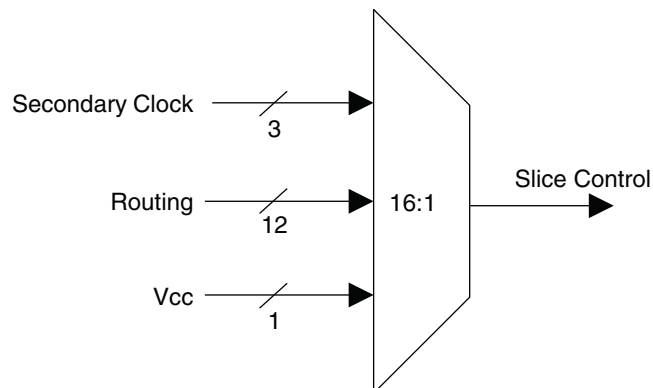 Secondary Clock
3
Routing
12
16:1
Slice Control
Vcc
1